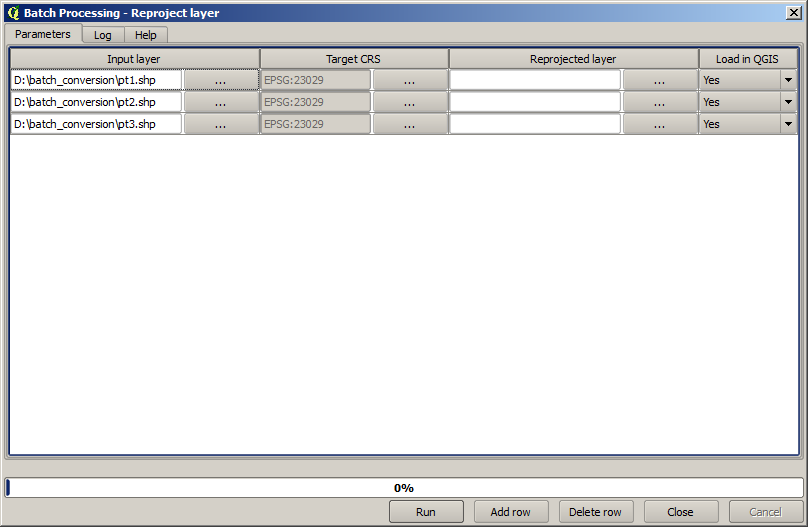 Batch Processing - Reproject layer
Parameters Log Help
Input layer Target CRS Reprojected layer Load in QGIS
D:\batch_conversion\pt1.shp ... EPSG:23029 ... ... Yes
D:\batch_conversion\pt2.shp ... EPSG:23029 ... ... Yes
D:\batch_conversion\pt3.shp ... EPSG:23029 ... ... Yes
0%
Run Add row Delete row Close Cancel